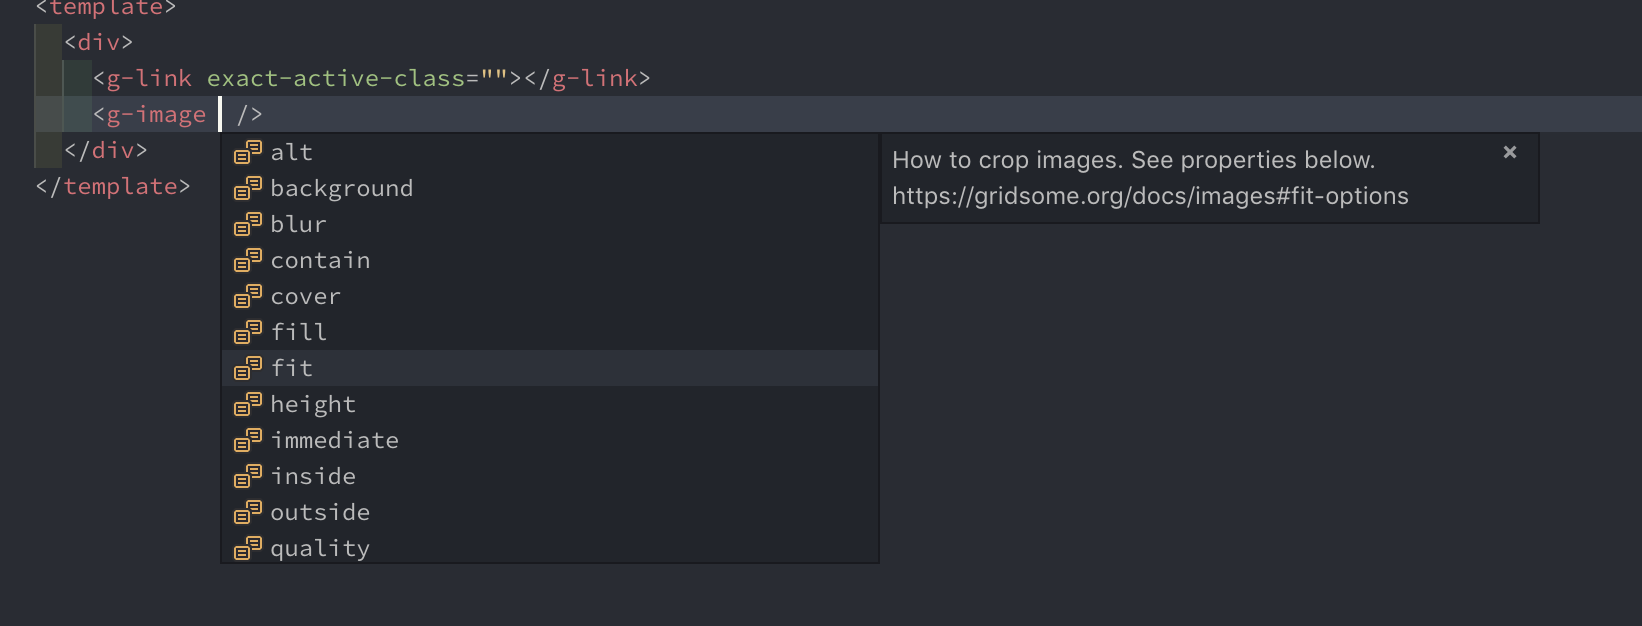 <template>
<div>
<g-link exact-active-class=""></g-link>
<g-image />
</div>
</template>
alt
background
blur
contain
cover
fill
fit
height
immediate
inside
outside
quality
How to crop images. See properties below.
https://gridsome.org/docs/images#fit-options